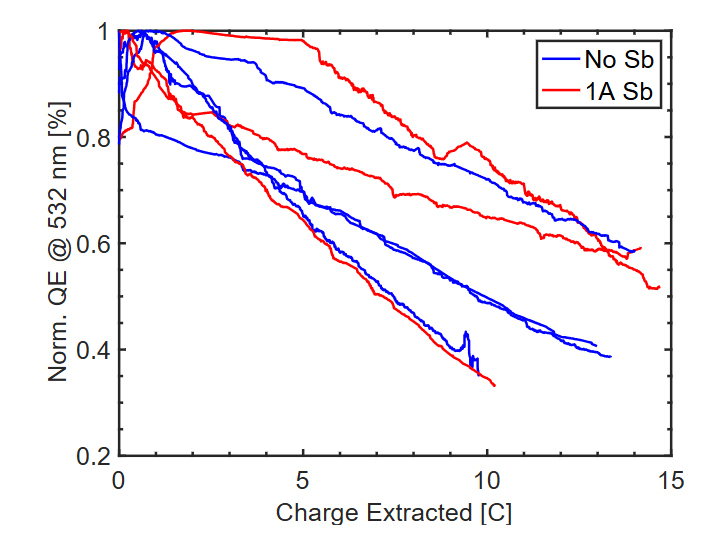 1
0.8
0.6
0.4
0.2
Norm. QE @ 532 nm [%]
No Sb
1A Sb
0 5 10 15
Charge Extracted [C]